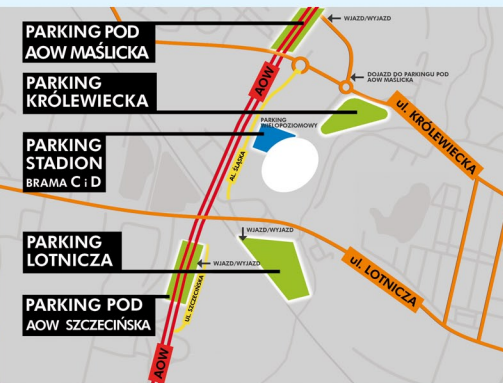 PARKING POD
AOW MAŚLICKA
WJAZD/WYJAZD
DOJAZD DO PARKINGU POD
AOW MAŚLICKA
AOW
PARKING
KRÓLEWIECKA
PARKING
WIELOPOZIOMOWY
ul. KRÓLEWIECKA
PARKING
STADION
BRAMA C i D
AL. ŚLĄSKA
PARKING
LOTNICZA
WJAZD/WYJAZD
WJAZD/WYJAZD
ul. LOTNICZA
PARKING POD
AOW SZCZECIŃSKA
UL. SZCZECIŃSKA
AOW